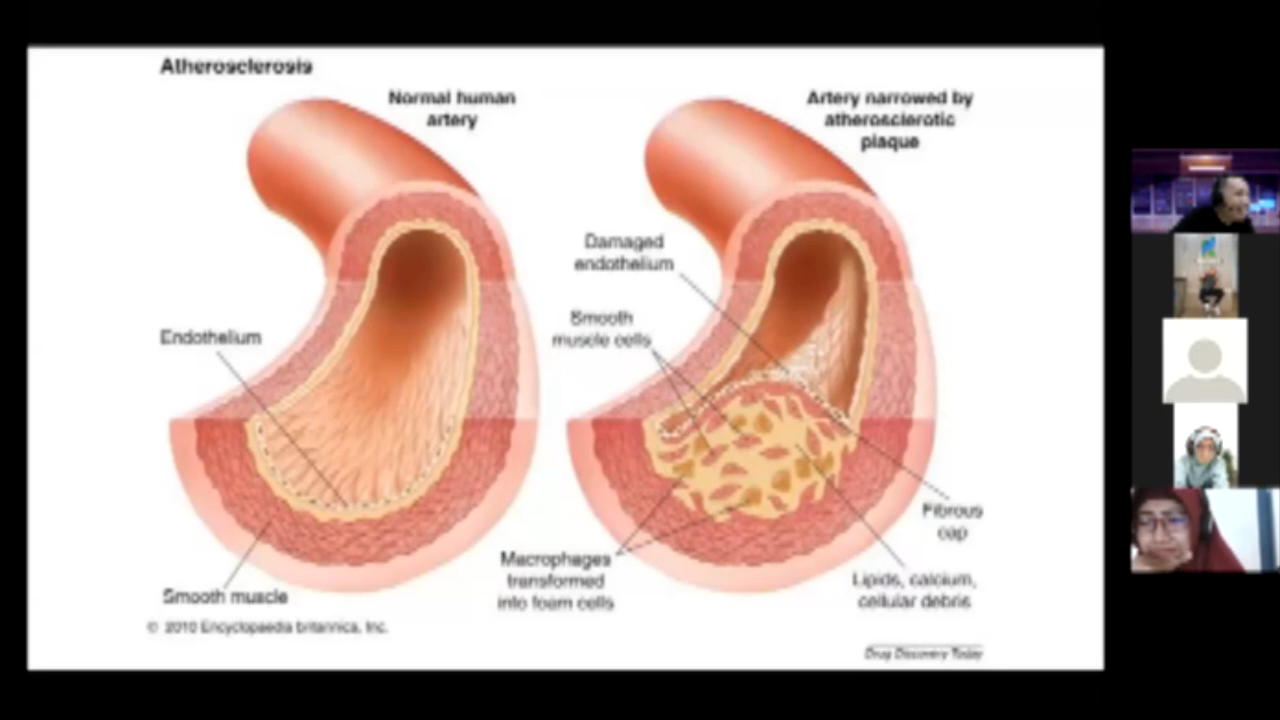 Atherosclerosis
Normal human
artery
Artery narrowed by
atherosclerotic
plaque
Damaged
endothelium
Smooth
muscle cells
Endothelium
Fibrous
cap
Macrophages
transformed
into foam cells
Lipids, calcium,
cellular debris
Smooth muscle
© 2010 Encyclopaedia britannica, Inc.
Drug Discovery Today